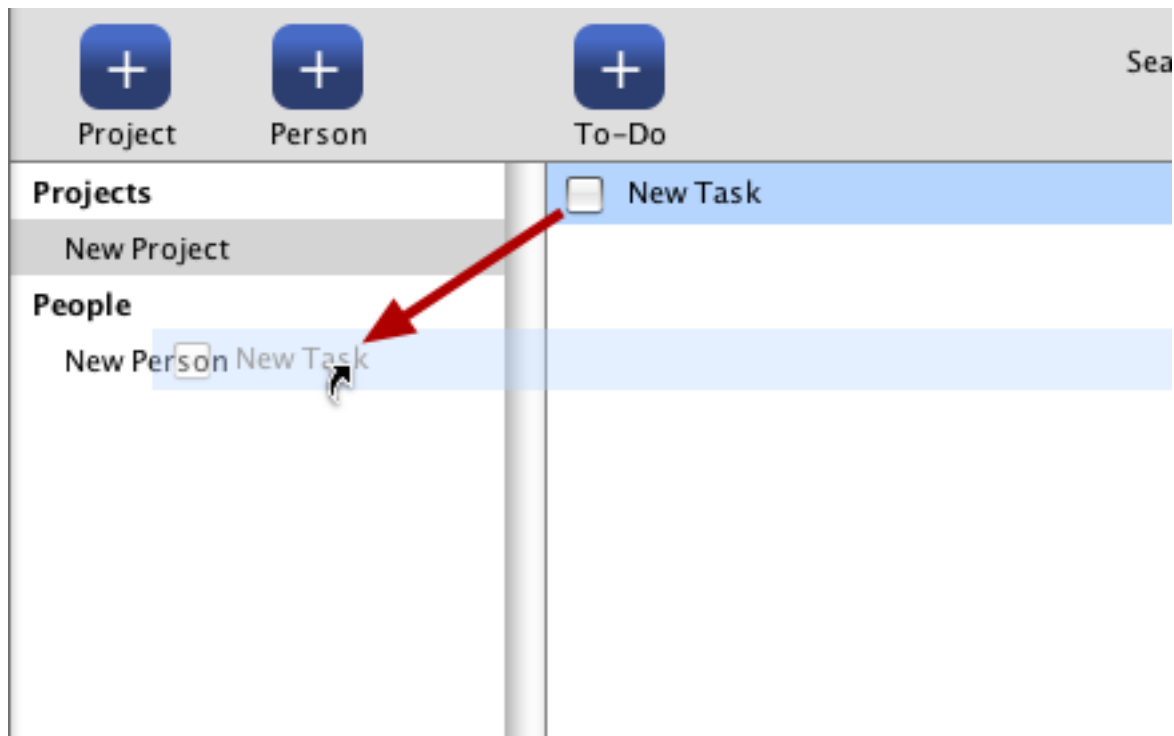 Project Person To-Do Sea
Projects
New Task
New Project
People
New Person
New Task